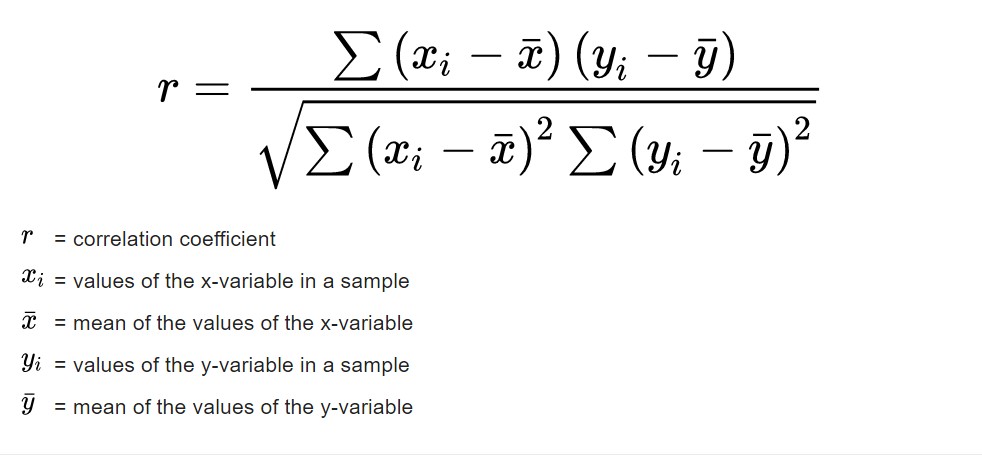 r = ∑ (xᵢ − x̄) (yᵢ − ȳ) / √ ∑ (xᵢ − x̄)² ∑ (yᵢ − ȳ)²
r = correlation coefficient
xᵢ = values of the x-variable in a sample
x̄ = mean of the values of the x-variable
yᵢ = values of the y-variable in a sample
ȳ = mean of the values of the y-variable